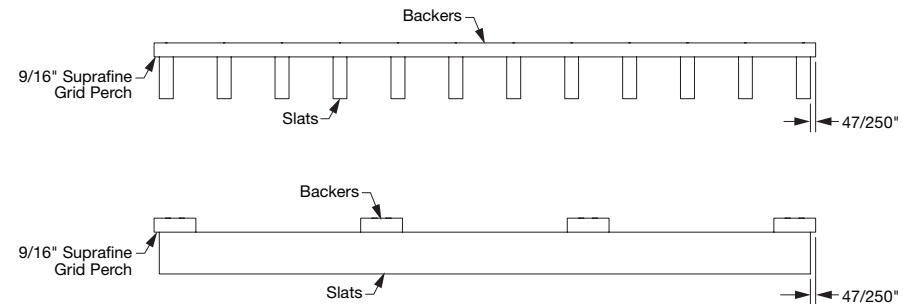 Backers
9/16" Suprafine
Grid Perch
Slats
47/250"
Backers
9/16" Suprafine
Grid Perch
Slats
47/250"